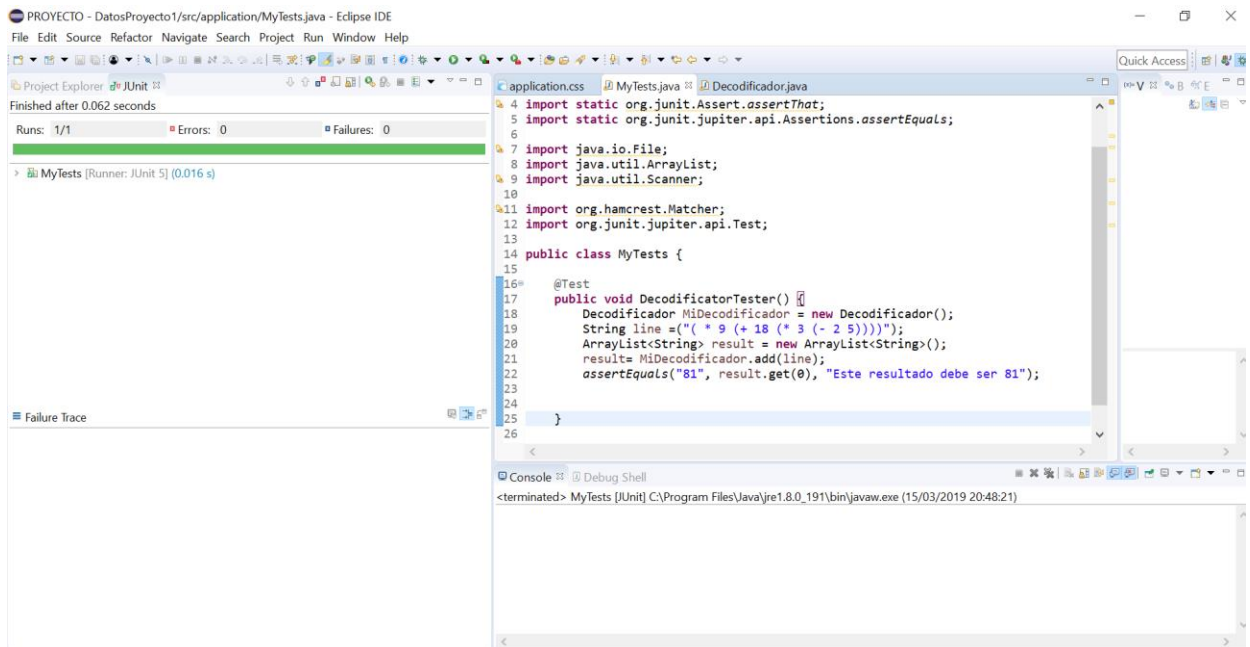 PROYECTO - DatosProyecto1/src/application/MyTests.java - Eclipse IDE
File Edit Source Refactor Navigate Search Project Run Window Help
Quick Access
Project Explorer JUnit
Finished after 0.062 seconds
Runs: 1/1 Errors: 0 Failures: 0
MyTests [Runner: JUnit 5] (0.016 s)
Failure Trace
application.css MyTests.java Decodificador.java
4 import static org.junit.Assert.assertThat;
5 import static org.junit.jupiter.api.Assertions.assertEquals;
6
7 import java.io.File;
8 import java.util.ArrayList;
9 import java.util.Scanner;
10
11 import org.hamcrest.Matcher;
12 import org.junit.jupiter.api.Test;
13
14 public class MyTests {
15
16 @Test
17 public void DecodificatorTester() {
18 Decodificador MiDecodificador = new Decodificador();
19 String line =("( * 9 (+ 18 (* 3 (- 2 5))))");
20 ArrayList<String> result = new ArrayList<String>();
21 result= MiDecodificador.add(line);
22 assertEquals("81", result.get(0), "Este resultado debe ser 81");
23
24
25 }
26
V B E
Console Debug Shell
<terminated> MyTests [JUnit] C:\Program Files\Java\jre1.8.0_191\bin\javaw.exe (15/03/2019 20:48:21)